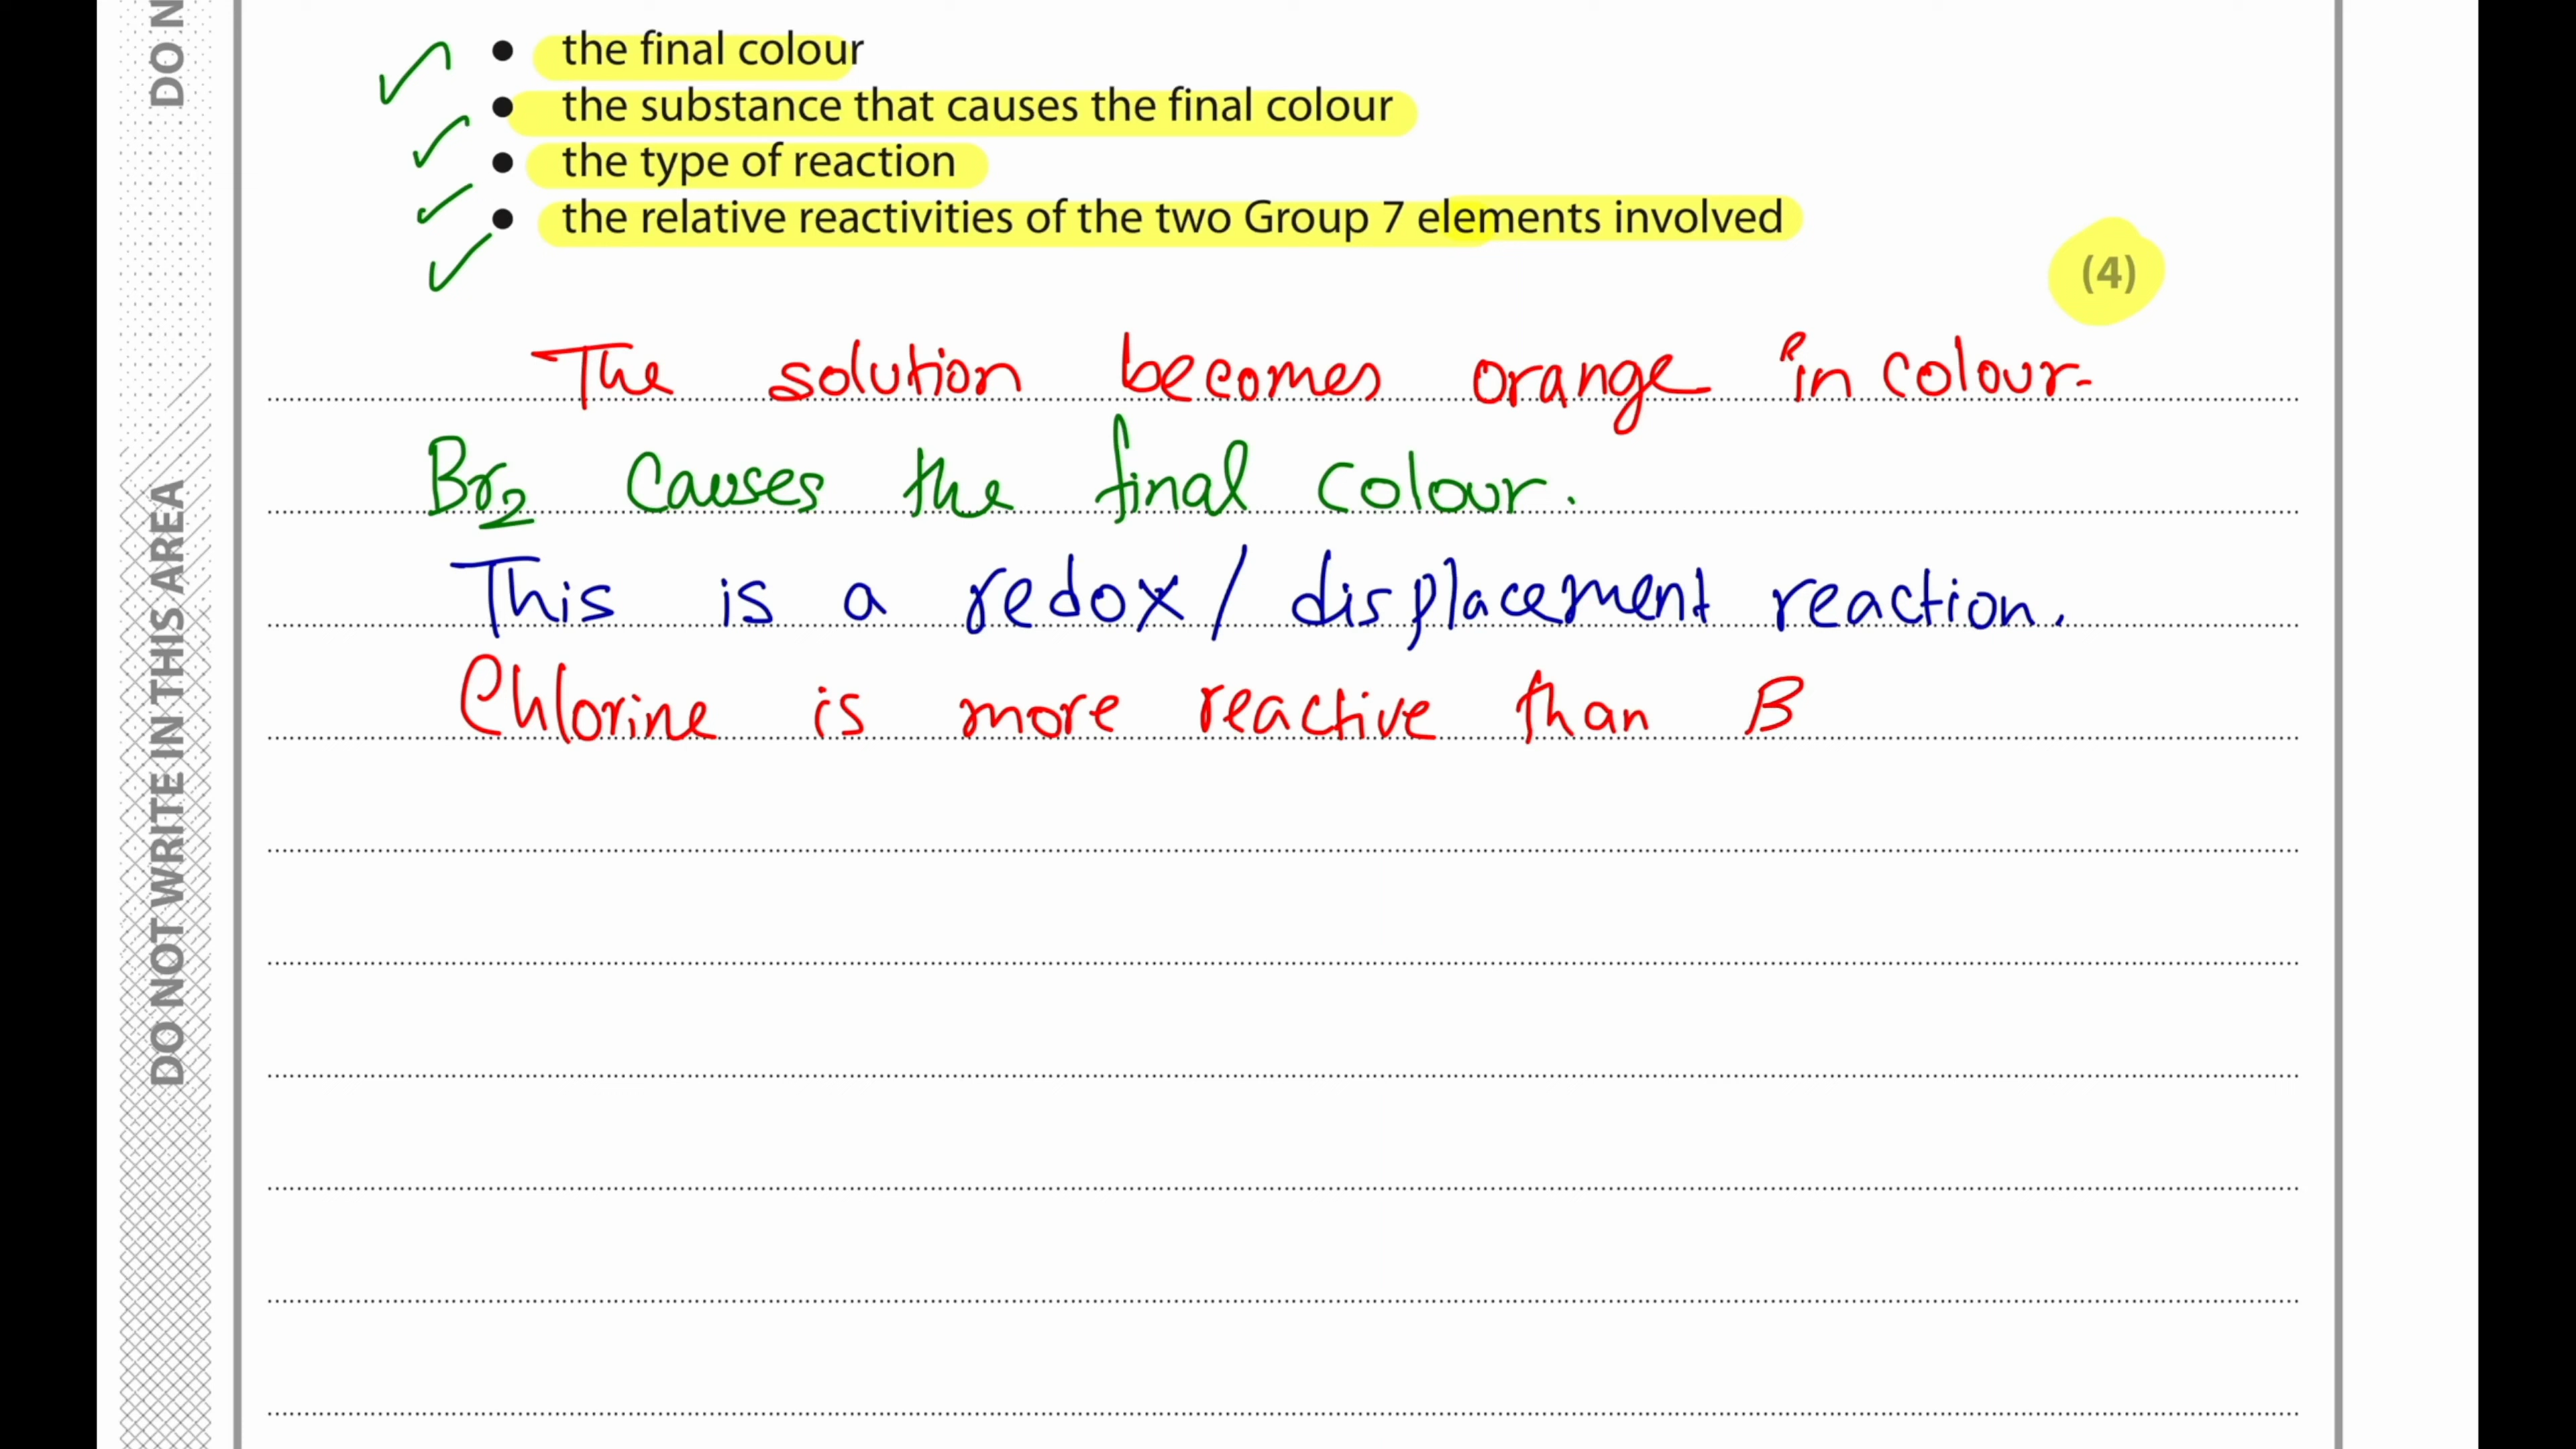 DO N
• the final colour
• the substance that causes the final colour
• the type of reaction
• the relative reactivities of the two Group 7 elements involved
(4)
The solution becomes orange in colour.
Br₂ causes the final colour.
This is a redox/displacement reaction.
Chlorine is more reactive than B
DO NOT WRITE IN THIS AREA